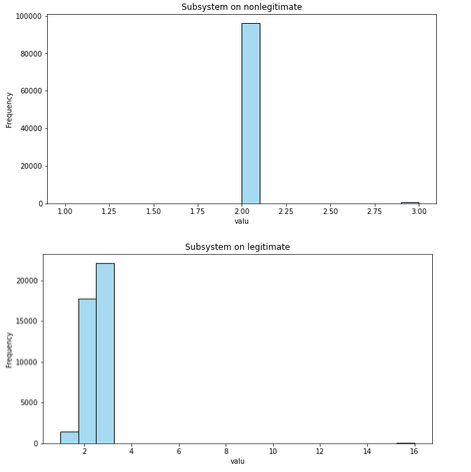 Subsystem on nonlegitimate
100000
80000
60000
40000
20000
0
Frequency
1.00 1.25 1.50 1.75 2.00 2.25 2.50 2.75 3.00
valu
Subsystem on legitimate
20000
15000
10000
5000
0
Frequency
2 4 6 8 10 12 14 16
valu